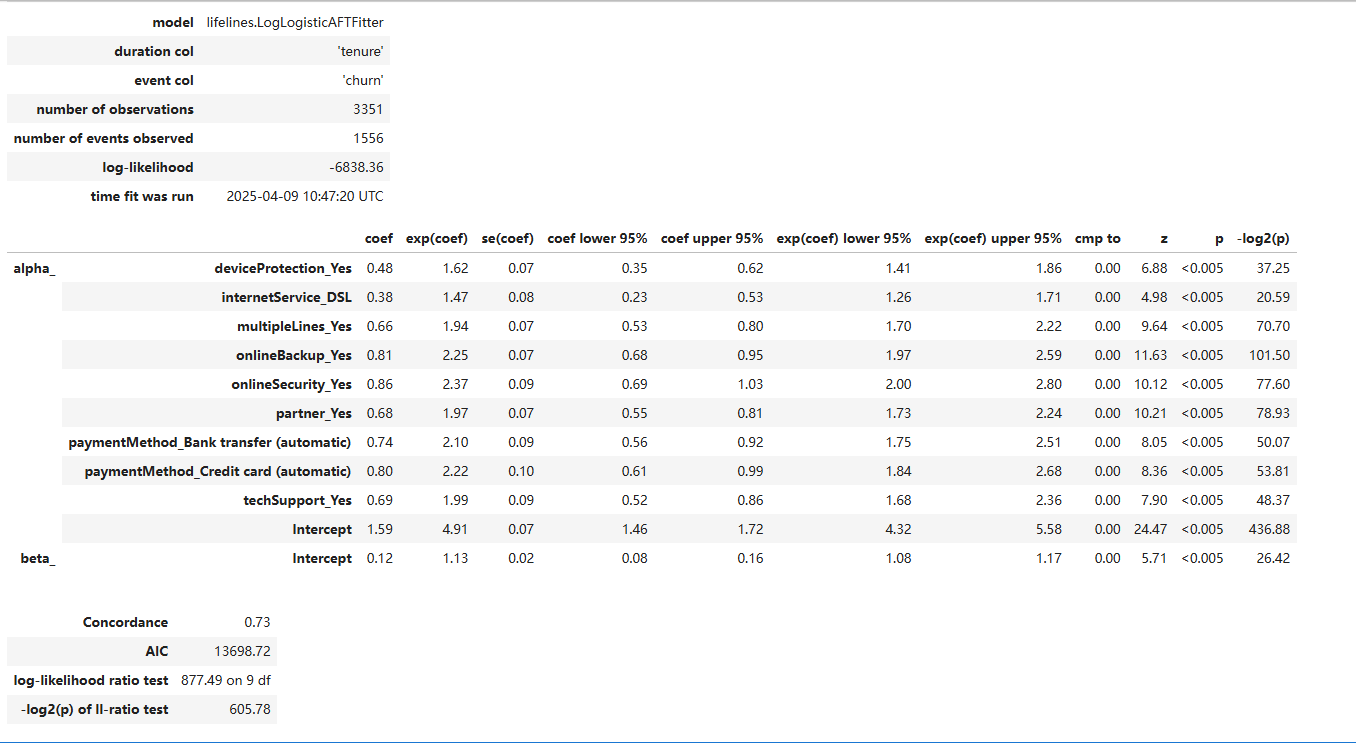 model lifelines.LogLogisticAFTFitter
duration col 'tenure'
event col 'churn'
number of observations 3351
number of events observed 1556
log-likelihood -6838.36
time fit was run 2025-04-09 10:47:20 UTC
coef exp(coef) se(coef) coef lower 95% coef upper 95% exp(coef) lower 95% exp(coef) upper 95% cmp to z p -log2(p)
alpha_ deviceProtection_Yes 0.48 1.62 0.07 0.35 0.62 1.41 1.86 0.00 6.88 <0.005 37.25
internetService_DSL 0.38 1.47 0.08 0.23 0.53 1.26 1.71 0.00 4.98 <0.005 20.59
multipleLines_Yes 0.66 1.94 0.07 0.53 0.80 1.70 2.22 0.00 9.64 <0.005 70.70
onlineBackup_Yes 0.81 2.25 0.07 0.68 0.95 1.97 2.59 0.00 11.63 <0.005 101.50
onlineSecurity_Yes 0.86 2.37 0.09 0.69 1.03 2.00 2.80 0.00 10.12 <0.005 77.60
partner_Yes 0.68 1.97 0.07 0.55 0.81 1.73 2.24 0.00 10.21 <0.005 78.93
paymentMethod_Bank transfer (automatic) 0.74 2.10 0.09 0.56 0.92 1.75 2.51 0.00 8.05 <0.005 50.07
paymentMethod_Credit card (automatic) 0.80 2.22 0.10 0.61 0.99 1.84 2.68 0.00 8.36 <0.005 53.81
techSupport_Yes 0.69 1.99 0.09 0.52 0.86 1.68 2.36 0.00 7.90 <0.005 48.37
Intercept 1.59 4.91 0.07 1.46 1.72 4.32 5.58 0.00 24.47 <0.005 436.88
beta_ Intercept 0.12 1.13 0.02 0.08 0.16 1.08 1.17 0.00 5.71 <0.005 26.42
Concordance 0.73
AIC 13698.72
log-likelihood ratio test 877.49 on 9 df
-log2(p) of ll-ratio test 605.78